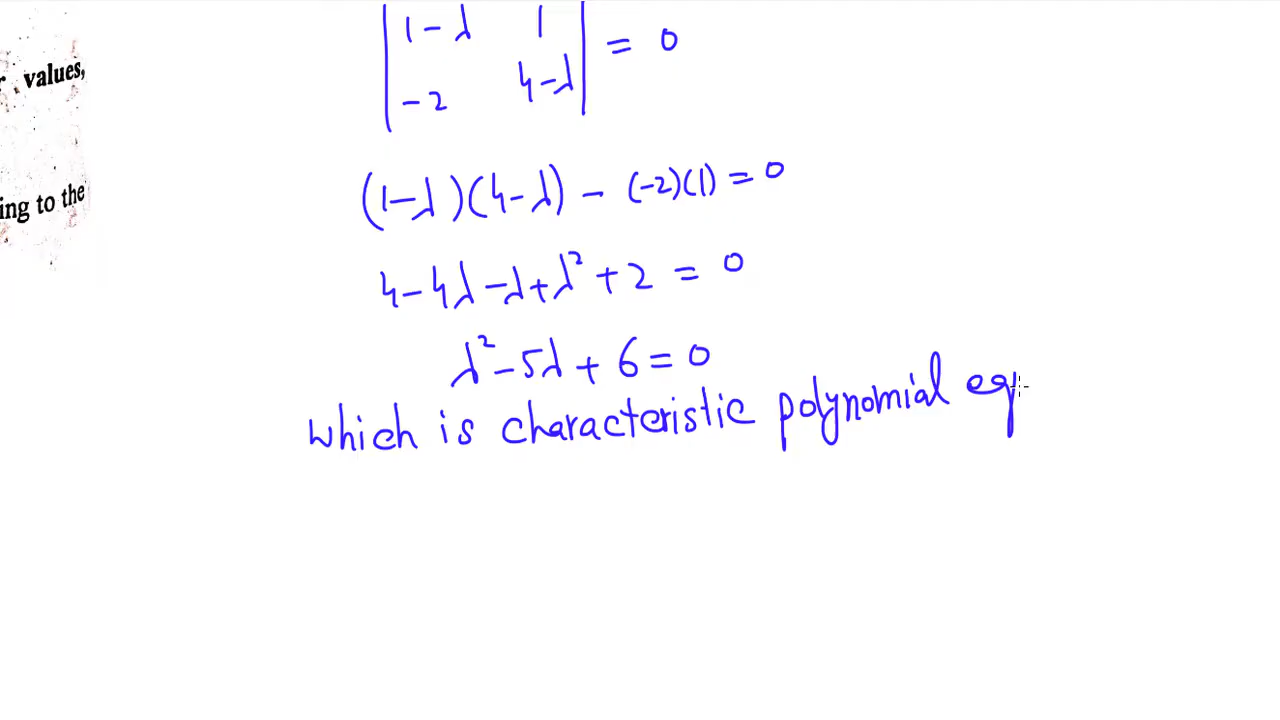 values,
ing to the
| 1-λ 1 |
| -2 4-λ | = 0
(1-λ)(4-λ) - (-2)(1) = 0
4-4λ-λ+λ²+2 = 0
λ²-5λ+6=0
which is characteristic polynomial eq